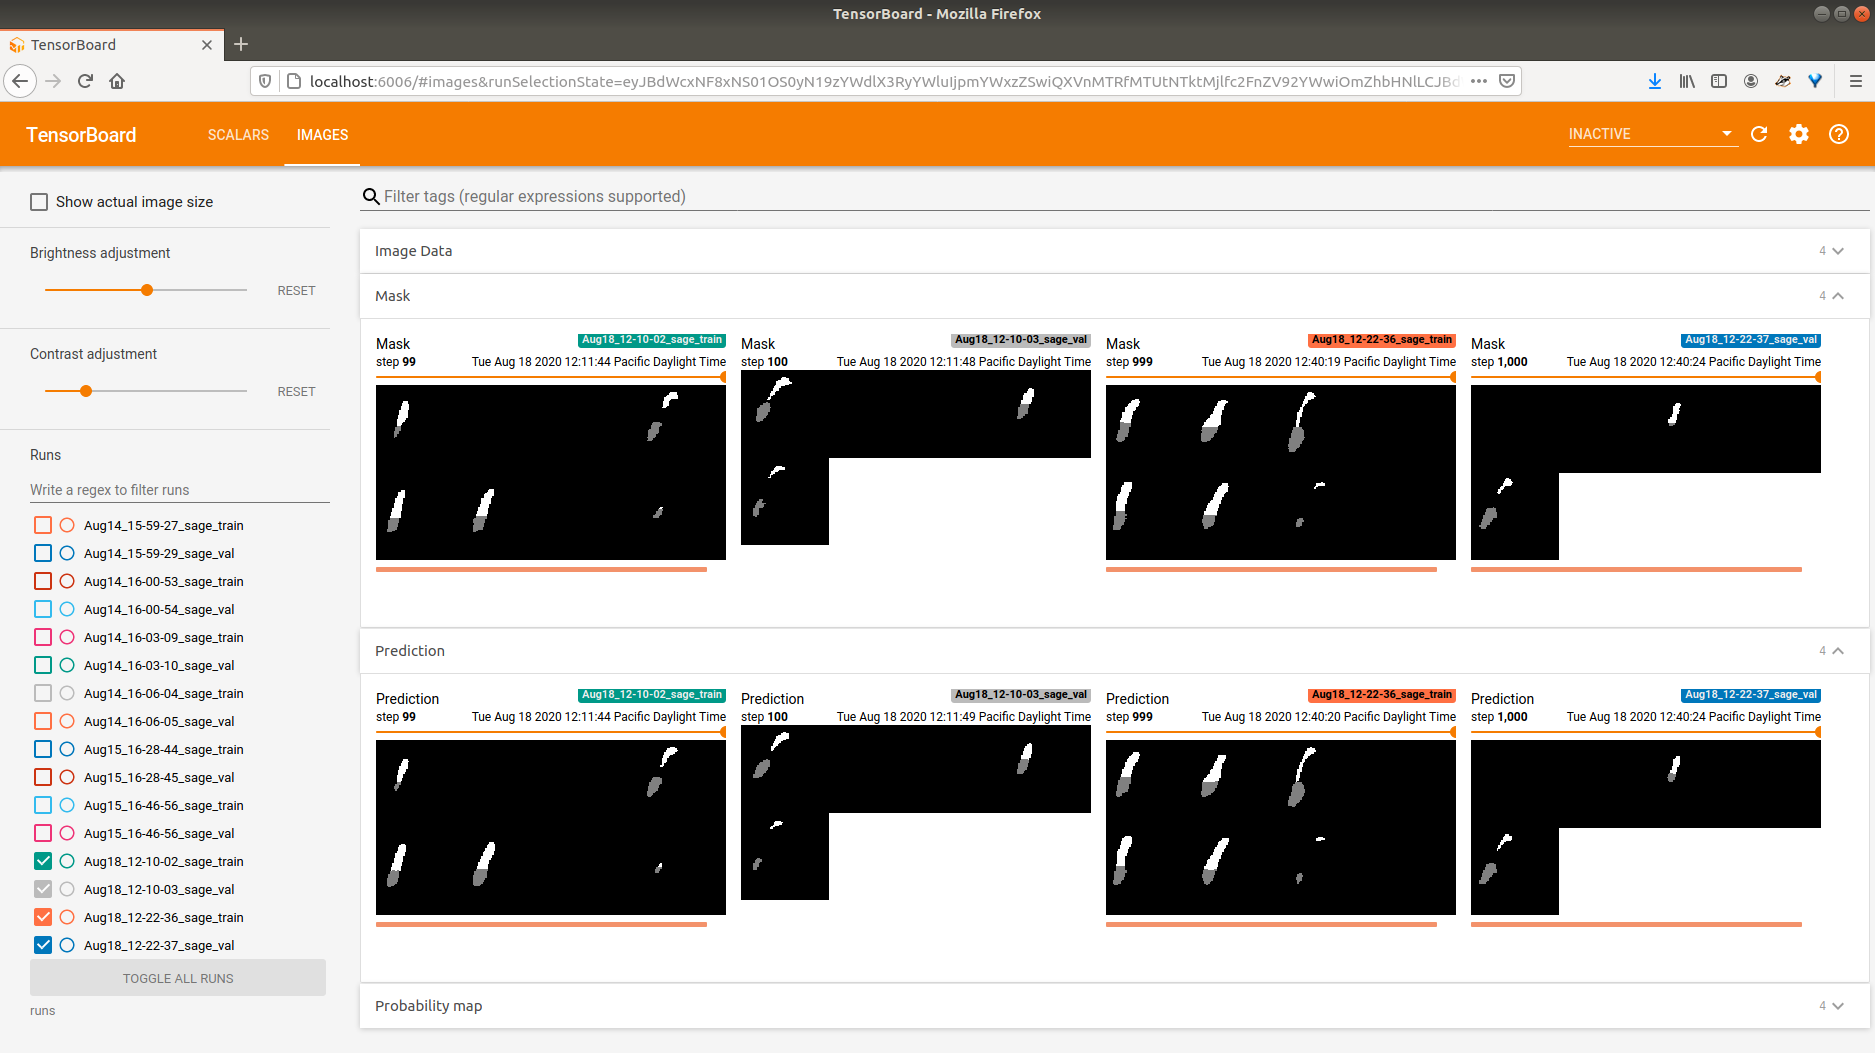 TensorBoard - Mozilla Firefox
TensorBoard
localhost:6006/#images&runSelectionState=eyJBdWcxNF8xNS01OS0yN19zYWdlX3RyYWluIjpmYWxzZSwiQXVnMTRfMTUtNTktMjlfc2FnZV92YWwiOmZhbHNlLCJBd
TensorBoard SCALARS IMAGES INACTIVE
Show actual image size
Brightness adjustment
RESET
Contrast adjustment
RESET
Runs
Write a regex to filter runs
Aug14_15-59-27_sage_train
Aug14_15-59-29_sage_val
Aug14_16-00-53_sage_train
Aug14_16-00-54_sage_val
Aug14_16-03-09_sage_train
Aug14_16-03-10_sage_val
Aug14_16-06-04_sage_train
Aug14_16-06-05_sage_val
Aug15_16-28-44_sage_train
Aug15_16-28-45_sage_val
Aug15_16-46-56_sage_train
Aug15_16-46-56_sage_val
Aug18_12-10-02_sage_train
Aug18_12-10-03_sage_val
Aug18_12-22-36_sage_train
Aug18_12-22-37_sage_val
TOGGLE ALL RUNS
runs
Filter tags (regular expressions supported)
Image Data 4
Mask 4
Mask Aug18_12-10-02_sage_train
step 99 Tue Aug 18 2020 12:11:44 Pacific Daylight Time
Mask Aug18_12-10-03_sage_val
step 100 Tue Aug 18 2020 12:11:48 Pacific Daylight Time
Mask Aug18_12-22-36_sage_train
step 999 Tue Aug 18 2020 12:40:19 Pacific Daylight Time
Mask Aug18_12-22-37_sage_val
step 1,000 Tue Aug 18 2020 12:40:24 Pacific Daylight Time
Prediction 4
Prediction Aug18_12-10-02_sage_train
step 99 Tue Aug 18 2020 12:11:44 Pacific Daylight Time
Prediction Aug18_12-10-03_sage_val
step 100 Tue Aug 18 2020 12:11:49 Pacific Daylight Time
Prediction Aug18_12-22-36_sage_train
step 999 Tue Aug 18 2020 12:40:20 Pacific Daylight Time
Prediction Aug18_12-22-37_sage_val
step 1,000 Tue Aug 18 2020 12:40:24 Pacific Daylight Time
Probability map 4